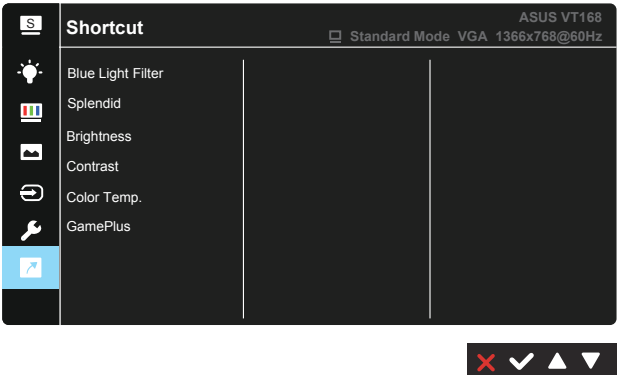 S
Shortcut
ASUS VT168
Standard Mode VGA 1366x768@60Hz
Blue Light Filter
Splendid
Brightness
Contrast
Color Temp.
GamePlus